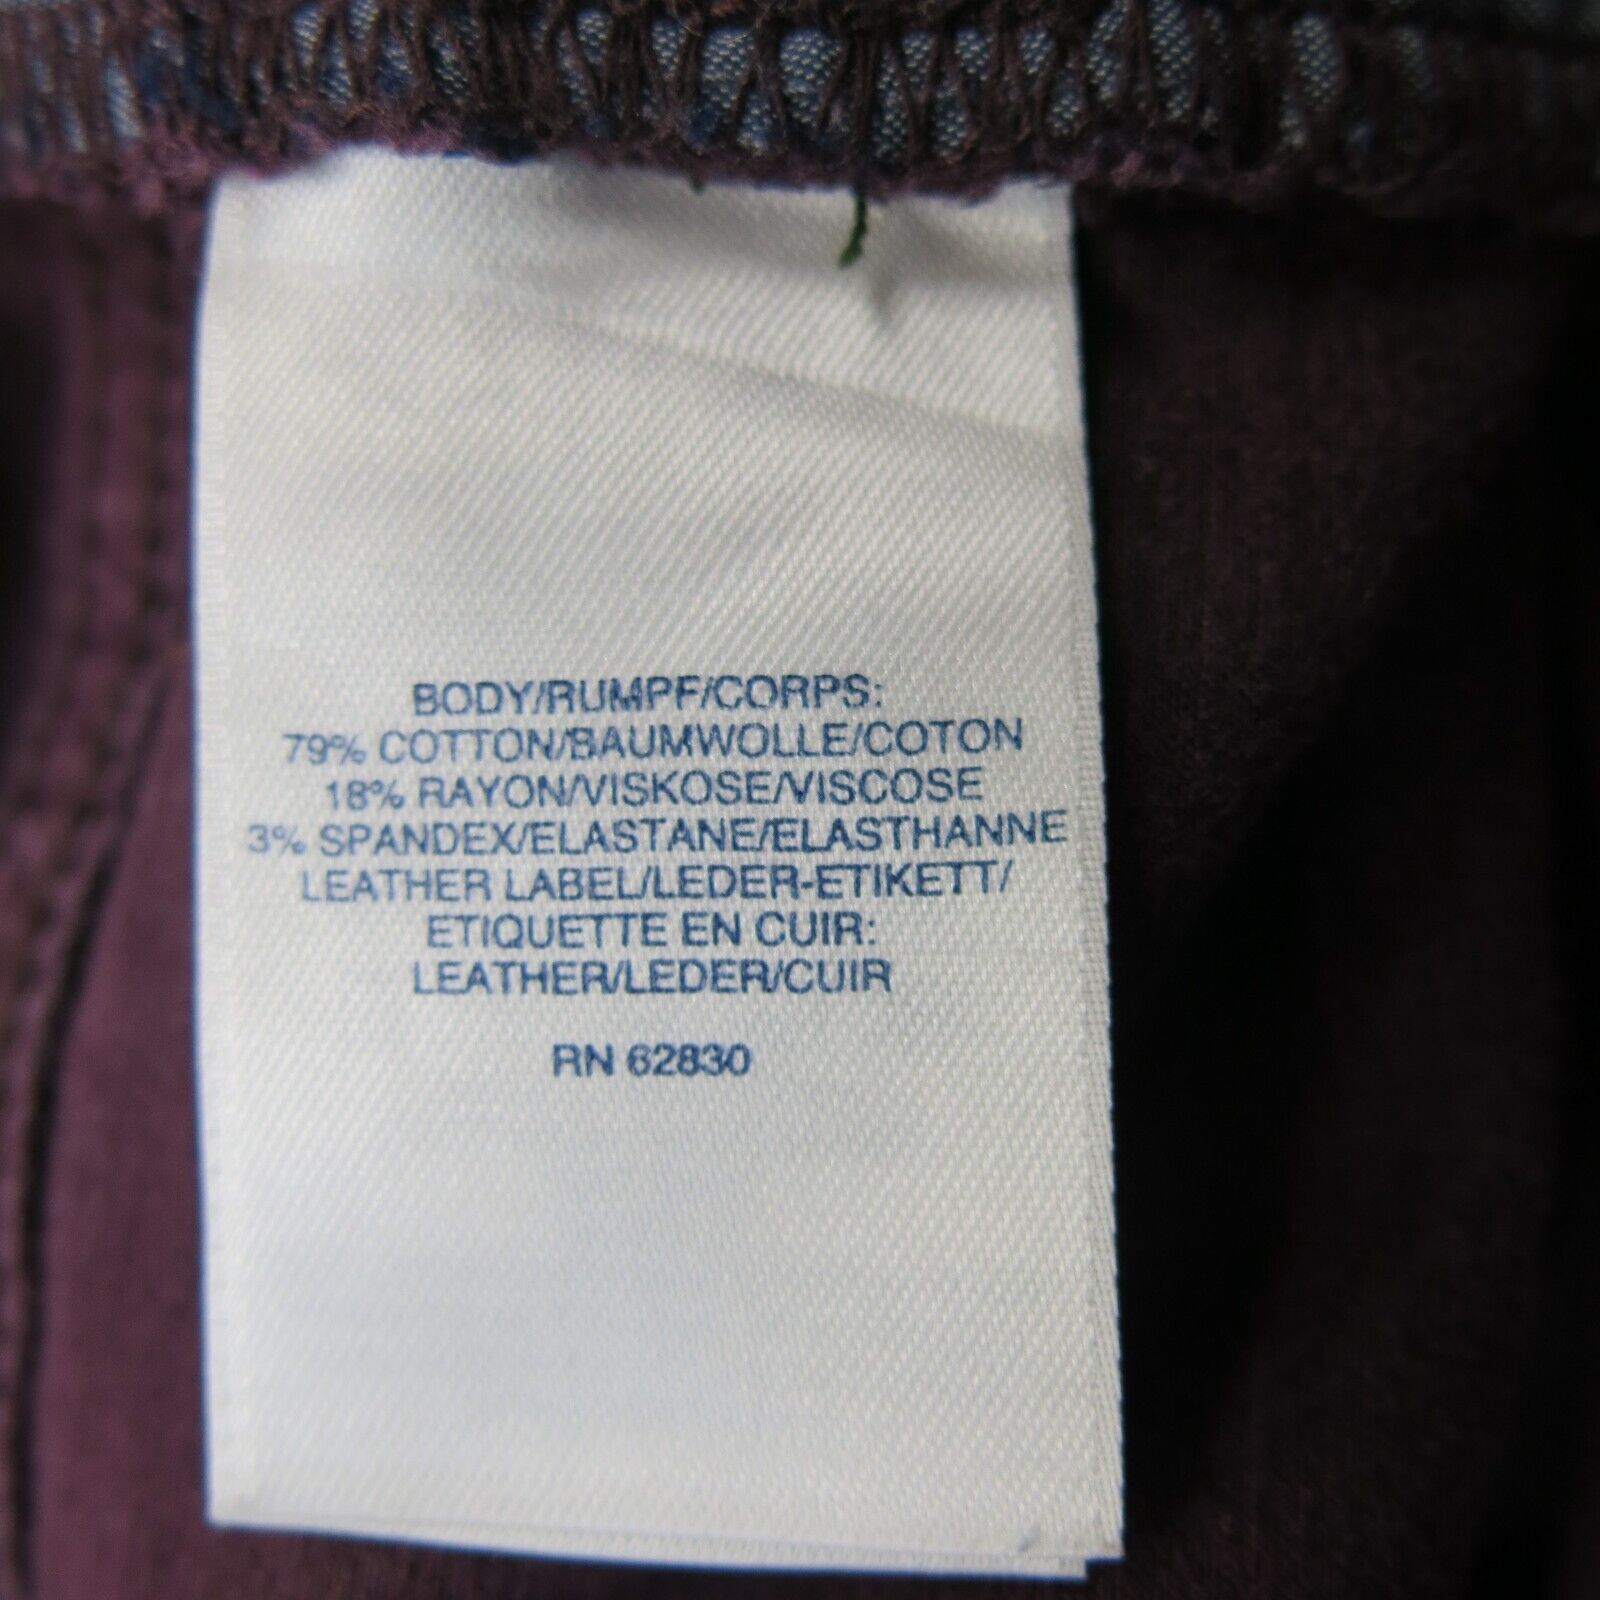 BODY/RUMPF/CORPS:
79% COTTON/BAUMWOLLE/COTON
18% RAYON/VISKOSE/VISCOSE
3% SPANDEX/ELASTANE/ELASTHANNE
LEATHER LABEL/LEDER-ETIKETT/
ETIQUETTE EN CUIR:
LEATHER/LEDER/CUIR
RN 62830